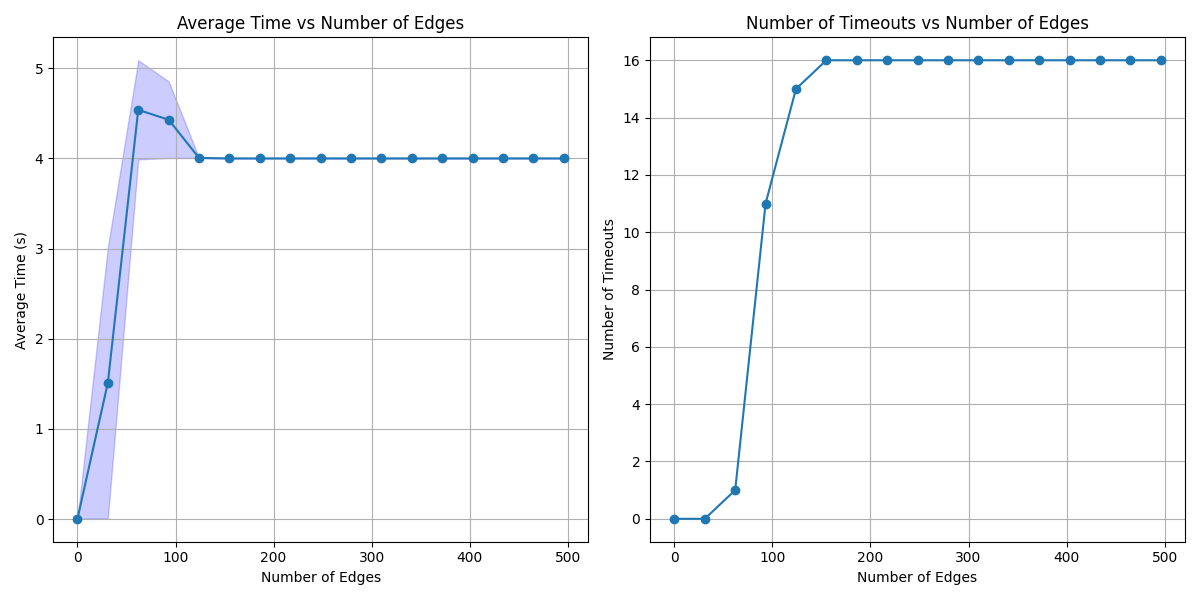 Average Time vs Number of Edges
5
4
3
2
1
0
Average Time (s)
0 100 200 300 400 500
Number of Edges
Number of Timeouts vs Number of Edges
16
14
12
10
8
6
4
2
0
Number of Timeouts
0 100 200 300 400 500
Number of Edges